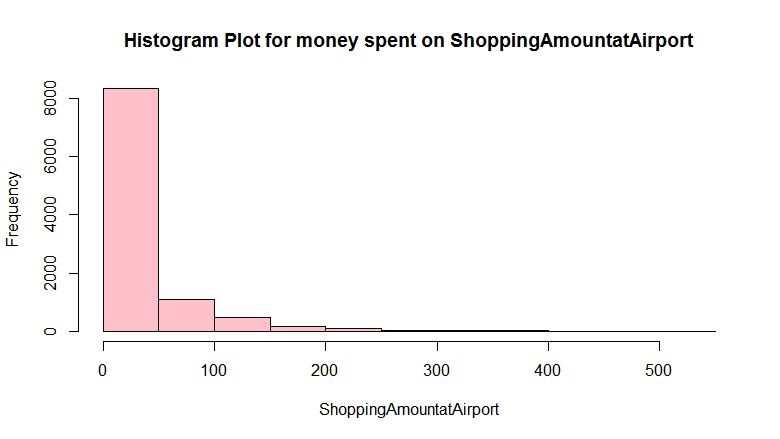 Histogram Plot for money spent on ShoppingAmountatAirport
Frequency
8000
6000
4000
2000
0
0 100 200 300 400 500
ShoppingAmountatAirport